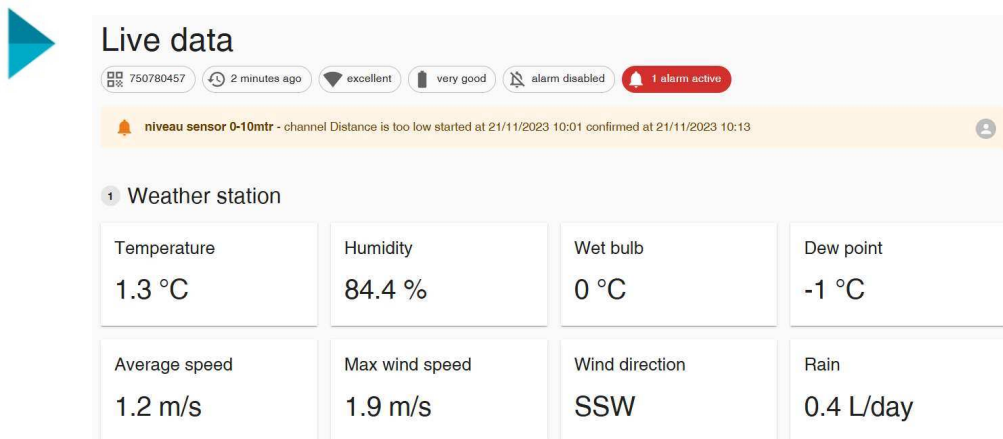 Live data
750780457 2 minutes ago excellent very good alarm disabled 1 alarm active
niveau sensor 0-10mtr - channel Distance is too low started at 21/11/2023 10:01 confirmed at 21/11/2023 10:13
1 Weather station
Temperature Humidity Wet bulb Dew point
1.3 °C 84.4 % 0 °C -1 °C
Average speed Max wind speed Wind direction Rain
1.2 m/s 1.9 m/s SSW 0.4 L/day